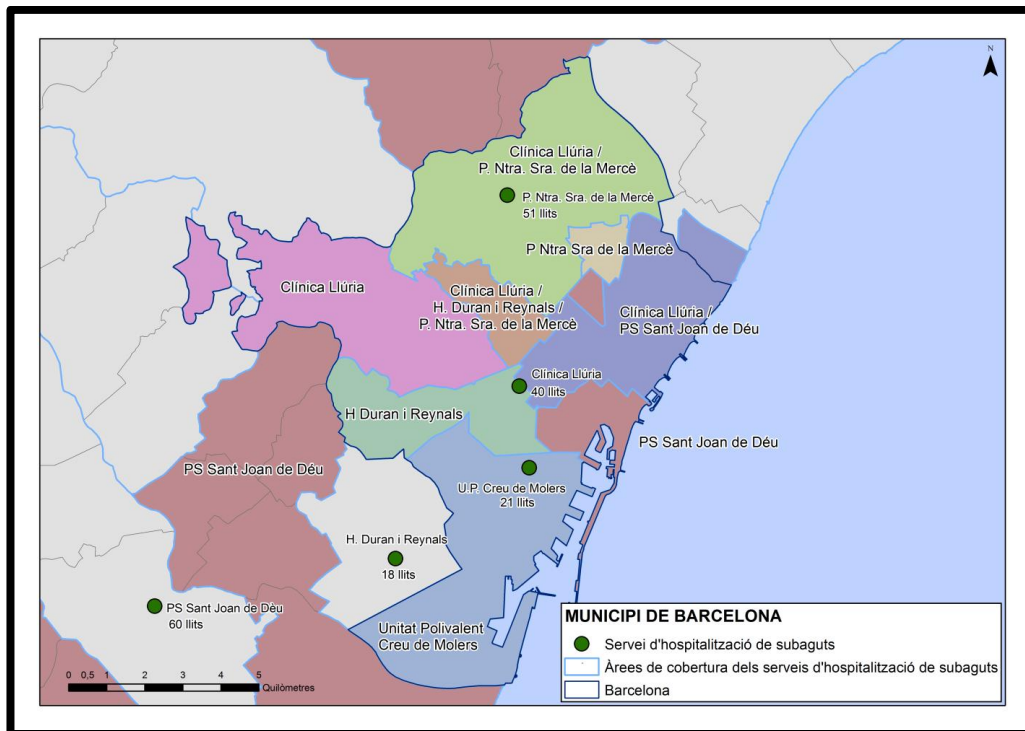 N
Clínica Llúria /
P. Ntra. Sra. de la Mercè
P. Ntra. Sra. de la Mercè
51 llits
P Ntra Sra de la Mercè
Clínica Llúria
Clínica Llúria /
H. Duran i Reynals /
P. Ntra. Sra. de la Mercè
Clínica Llúria /
PS Sant Joan de Déu
Clínica Llúria
40 llits
H Duran i Reynals
PS Sant Joan de Déu
PS Sant Joan de Déu
U.P. Creu de Molers
21 llits
H. Duran i Reynals
18 llits
PS Sant Joan de Déu
60 llits
Unitat Polivalent
Creu de Molers
MUNICIPI DE BARCELONA
Servei d'hospitalització de subaguts
Àrees de cobertura dels serveis d'hospitalització de subaguts
Barcelona
0 0,5 1 2 3 4 5
Quilòmetres